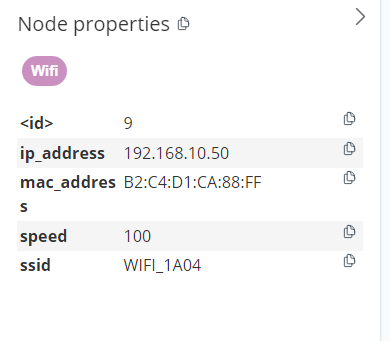 Node properties
Wifi
<id> 9
ip_address 192.168.10.50
mac_addres B2:C4:D1:CA:88:FF
s
speed 100
ssid WIFI_1A04